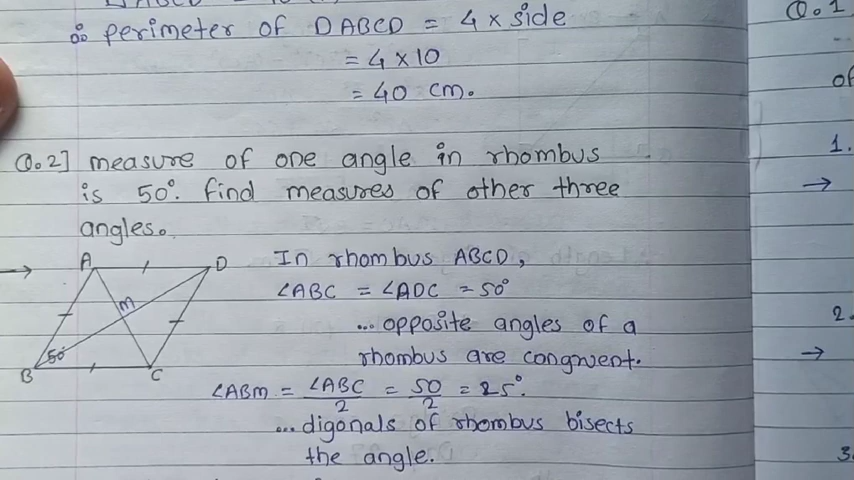 ∴ perimeter of □ABCD = 4 x side
= 4 x 10
= 40 cm.
Q.2] measure of one angle in rhombus
is 50°. find measures of other three
angles.
→
A D
M
50°
B C
In rhombus ABCD,
∠ABC = ∠ADC = 50°
... opposite angles of a
rhombus are congruent.
∠ABM = ∠ABC/2 = 50/2 = 25°.
... digonals of rhombus bisects
the angle.
Q.1
of
1.
→
2.
→
3.